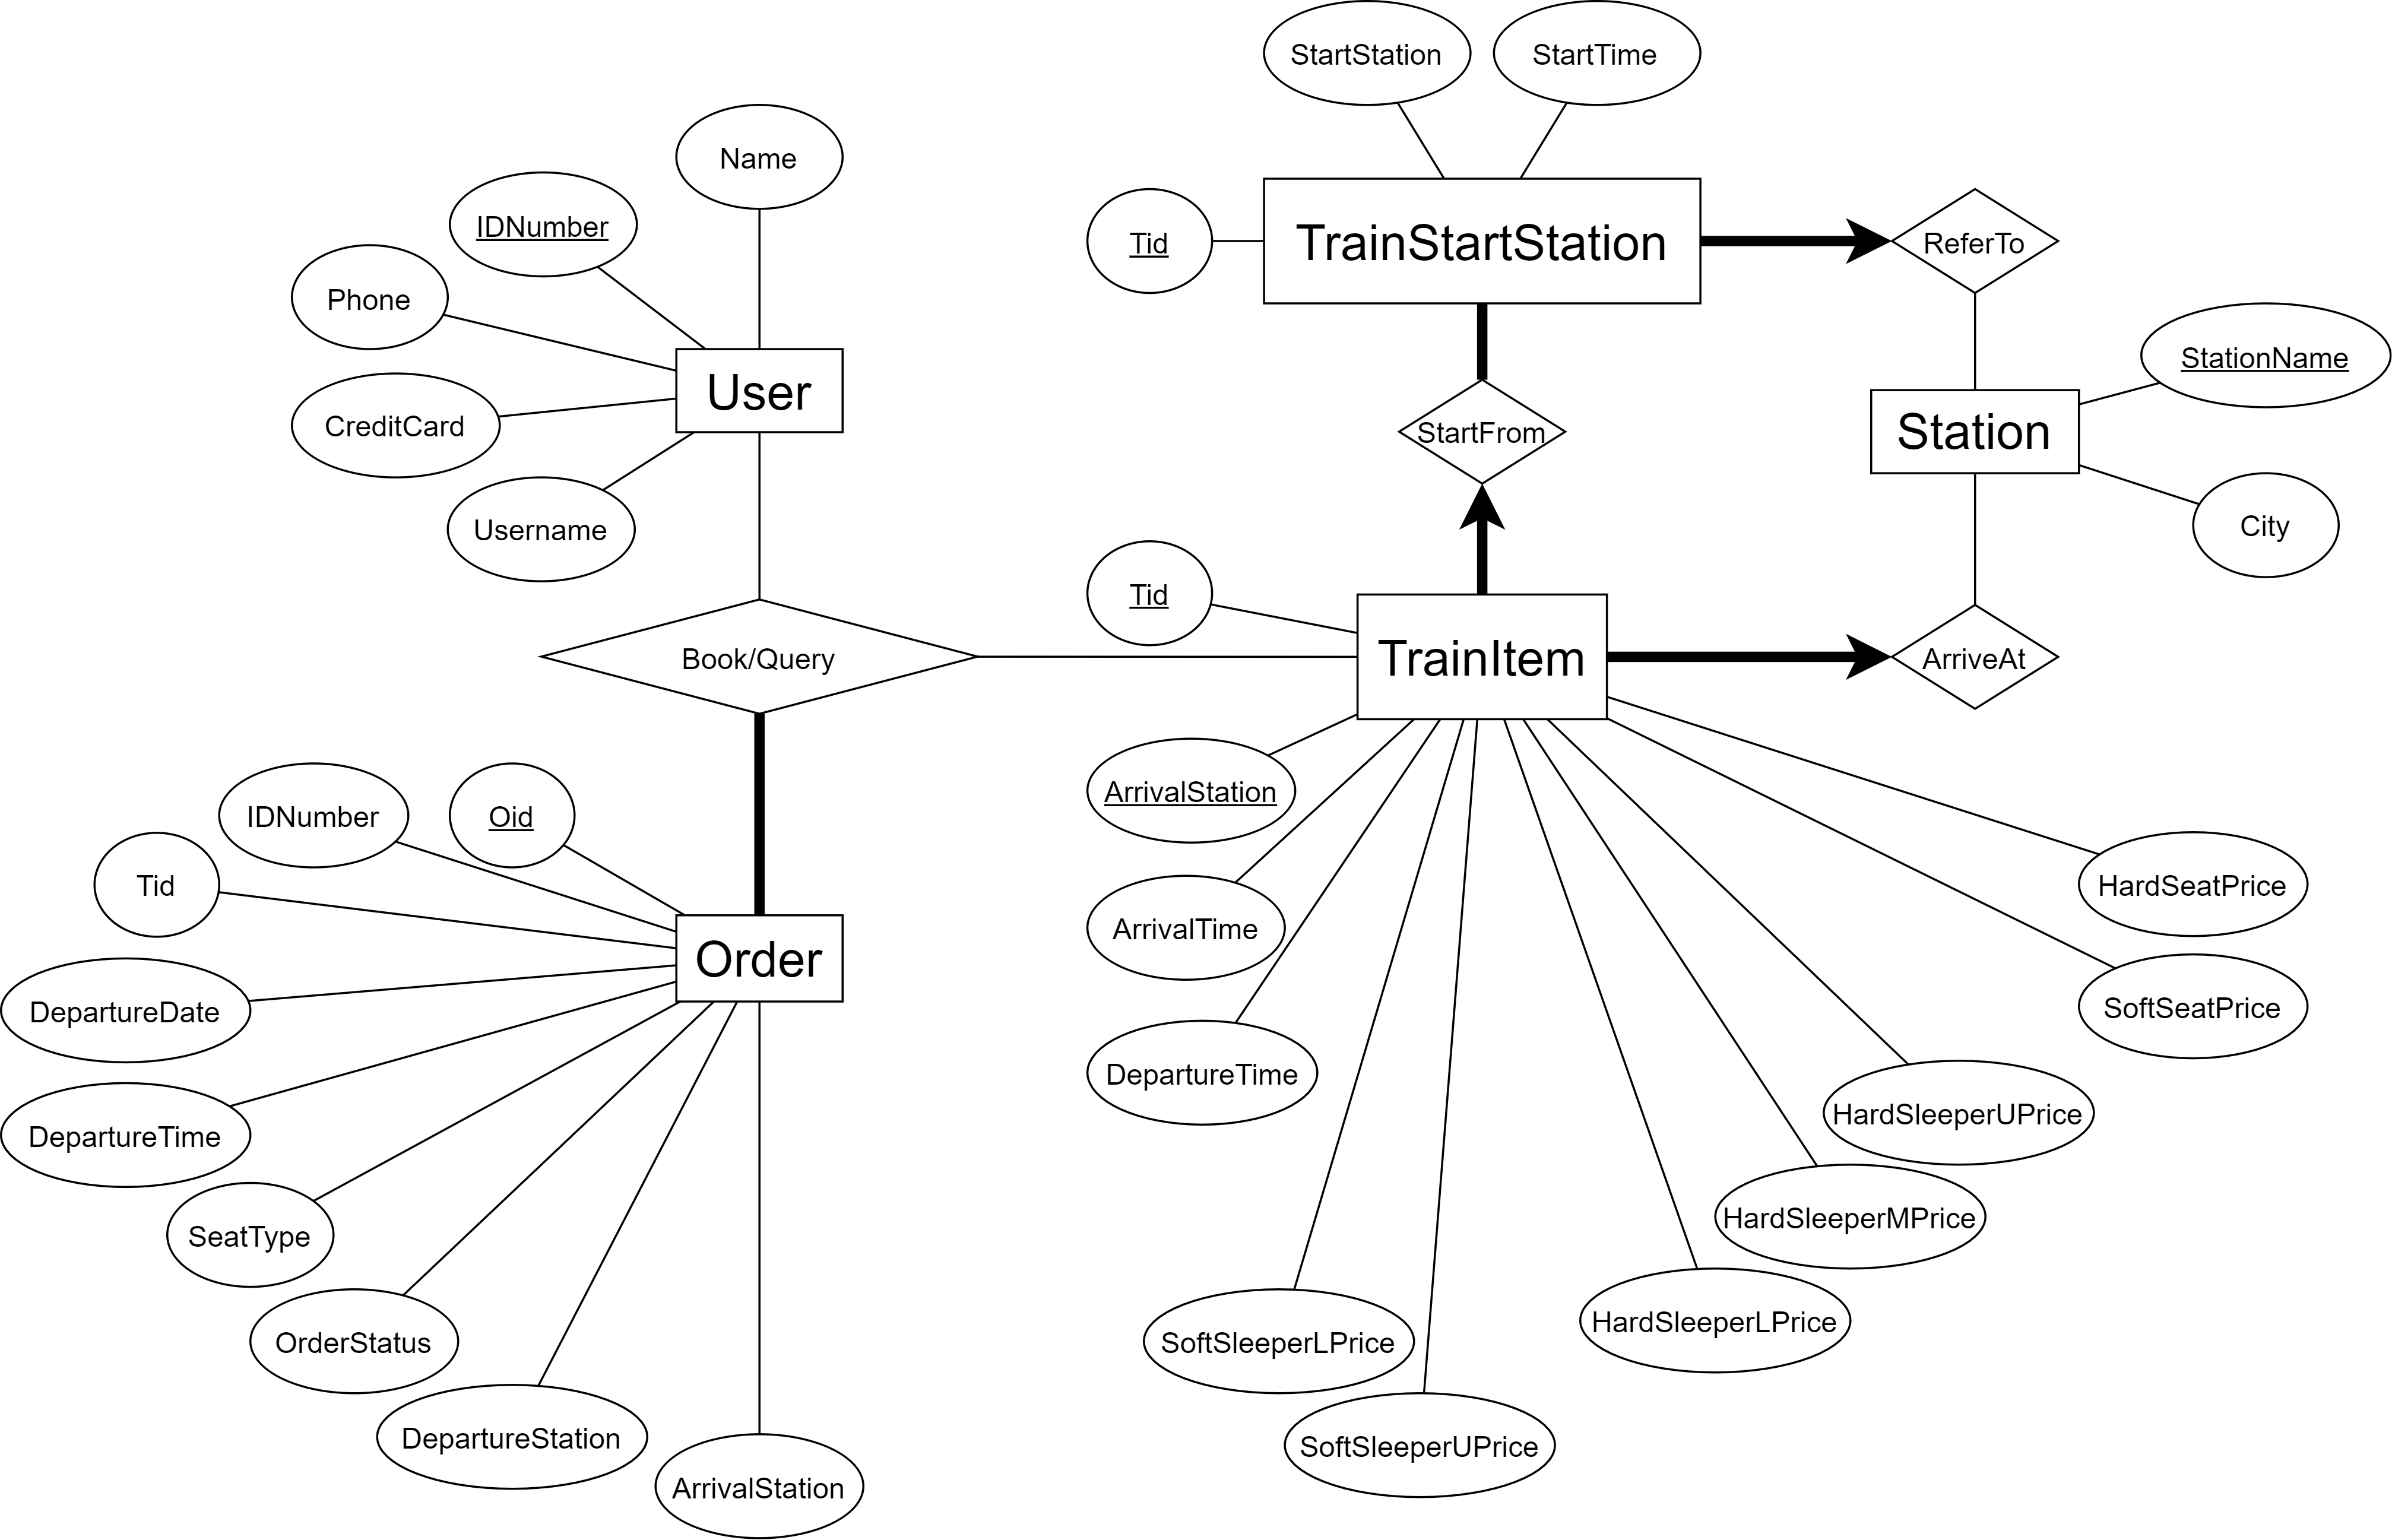 StartStation
StartTime
Name
IDNumber
Tid
TrainStartStation
ReferTo
Phone
StationName
User
CreditCard
StartFrom
Station
Username
City
Tid
Book/Query
TrainItem
ArriveAt
ArrivalStation
IDNumber
Oid
Tid
HardSeatPrice
ArrivalTime
Order
DepartureDate
SoftSeatPrice
DepartureTime
HardSleeperUPrice
DepartureTime
HardSleeperMPrice
SeatType
HardSleeperLPrice
OrderStatus
SoftSleeperLPrice
DepartureStation
SoftSleeperUPrice
ArrivalStation